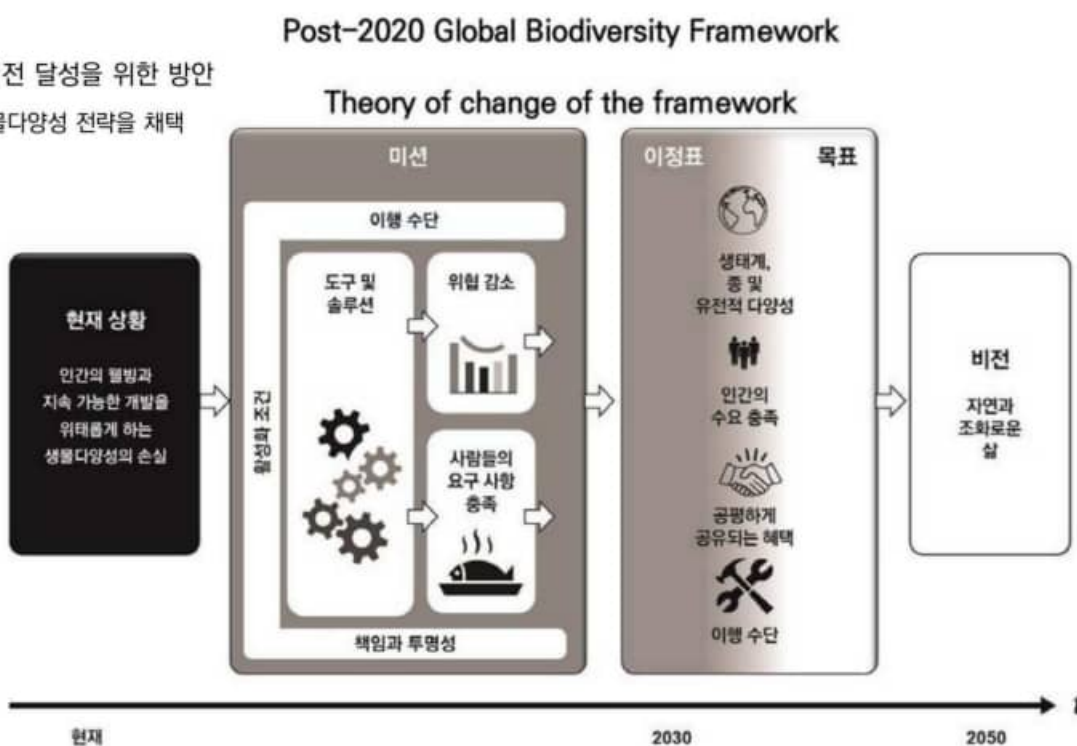 Post-2020 Global Biodiversity Framework
전 달성을 위한 방안
Theory of change of the framework
물다양성 전략을 채택
미션
이행 수단
활성화 조건
도구 및
솔루션
위협 감소
사람들의
요구 사항
충족
책임과 투명성
이정표
목표
생태계,
종 및
유전적 다양성
인간의
수요 충족
공평하게
공유되는 혜택
이행 수단
현재 상황
인간의 웰빙과
지속 가능한 개발을
위태롭게 하는
생물다양성의 손실
비전
자연과
조화로운
삶
현재
2030
2050